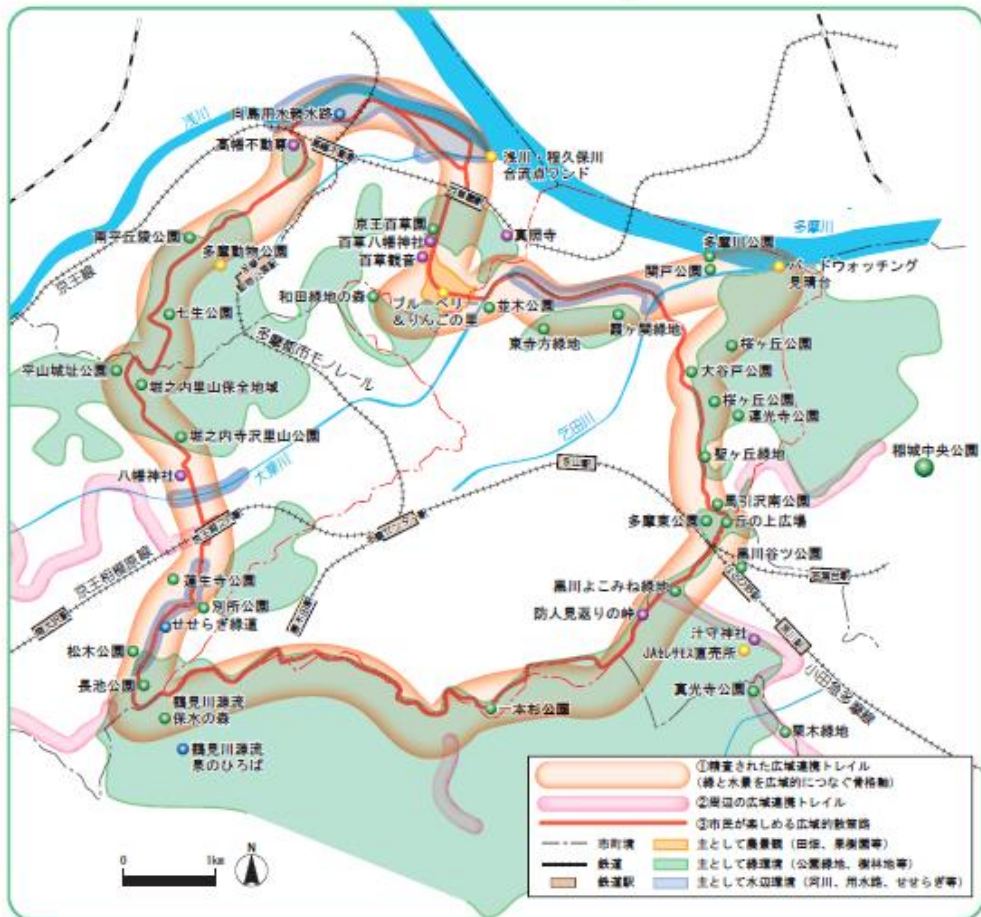 浅川
向島用水親水路
高幡不動尊
浅川・程久保川
合流点ワンド
京王百草園
百草八幡神社
百草観音
真照寺
多摩川
多摩川公園
関戸公園
バードウォッチング
見晴台
南平丘陵公園
京王線
多摩動物公園
七生公園
和田緑地の森
ブルーベリー
&りんごの里
並木公園
東寺方緑地
霞ヶ関緑地
桜ヶ丘公園
大谷戸公園
多摩都市モノレール
平山城址公園
堀之内里山保全地域
堀之内寺沢里山公園
桜ヶ丘公園
連光寺公園
聖ヶ丘緑地
稲城中央公園
乞田川
八幡神社
大栗川
馬引沢南公園
多摩東公園
丘の上広場
黒川谷ツ公園
京王相模原線
蓮生寺公園
別所公園
せせらぎ緑道
松木公園
長池公園
鶴見川源流
保水の森
鶴見川源流
泉のひろば
一本杉公園
黒川よこみね緑地
防人見返りの峠
汁守神社
JAセレサモス直売所
真光寺公園
栗木緑地
小田急多摩線
①精査された広域連携トレイル
(緑と水景を広域的につなぐ骨格軸)
②周辺の広域連携トレイル
③市民が楽しめる広域的散策路
市町境 主として農景観(田畑、果樹園等)
鉄道 主として緑環境(公園緑地、樹林地等)
鉄道駅 主として水辺環境(河川、用水路、せせらぎ等)
0 1km
N